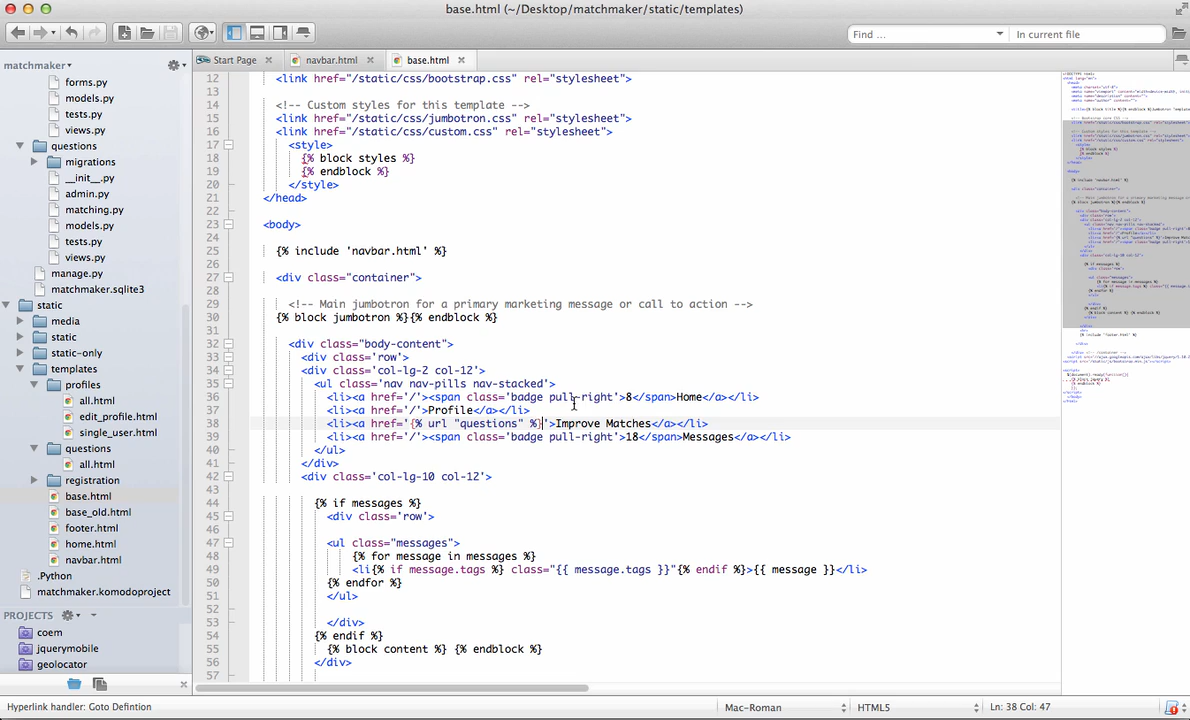 base.html (~/Desktop/matchmaker/static/templates)
Find ...
In current file
matchmaker
Start Page
navbar.html
base.html
forms.py
models.py
tests.py
views.py
questions
migrations
__init__.py
admin.py
matching.py
models.py
tests.py
views.py
manage.py
matchmaker.sqlite3
static
media
static
static-only
templates
profiles
all.html
edit_profile.html
single_user.html
questions
all.html
registration
base.html
base_old.html
footer.html
home.html
navbar.html
.Python
matchmaker.komodoproject
PROJECTS
coem
jquerymobile
geolocator
12 <link href="/static/css/bootstrap.css" rel="stylesheet">
13
14 <!-- Custom styles for this template -->
15 <link href="/static/css/jumbotron.css" rel="stylesheet">
16 <link href="/static/css/custom.css" rel="stylesheet">
17 <style>
18 {% block styles %}
19 {% endblock %}
20 </style>
21 </head>
22
23 <body>
24
25 {% include 'navbar.html' %}
26
27 <div class="container">
28
29 <!-- Main jumbotron for a primary marketing message or call to action -->
30 {% block jumbotron %}{% endblock %}
31
32 <div class="body-content">
33 <div class='row'>
34 <div class='col-lg-2 col-12'>
35 <ul class='nav nav-pills nav-stacked'>
36 <li><a href='/'><span class='badge pull-right'>8</span>Home</a></li>
37 <li><a href='/'>Profile</a></li>
38 <li><a href='{% url "questions" %}'>Improve Matches</a></li>
39 <li><a href='/'><span class='badge pull-right'>18</span>Messages</a></li>
40 </ul>
41 </div>
42 <div class='col-lg-10 col-12'>
43
44 {% if messages %}
45 <div class='row'>
46
47 <ul class="messages">
48 {% for message in messages %}
49 <li{% if message.tags %} class="{{ message.tags }}"{% endif %}>{{ message }}</li>
50 {% endfor %}
51 </ul>
52
53 </div>
54 {% endif %}
55 {% block content %} {% endblock %}
56 </div>
57
Hyperlink handler: Goto Defintion
Mac-Roman
HTML5
Ln: 38 Col: 47